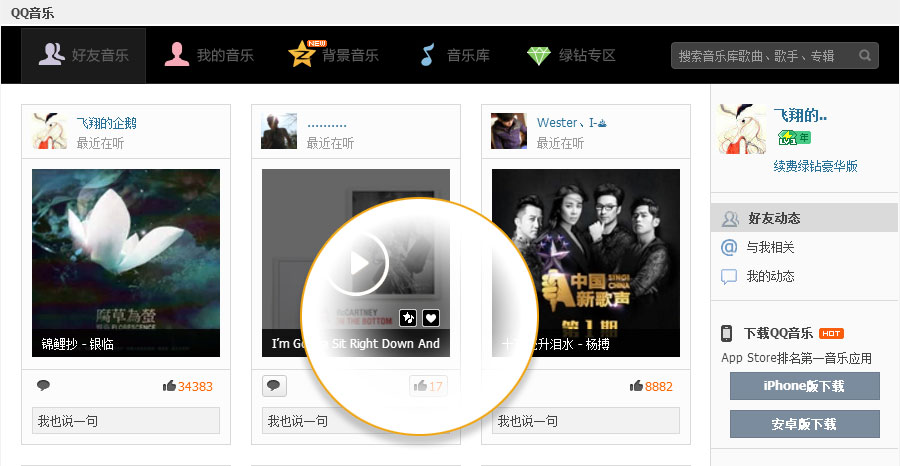 QQ音乐
好友音乐
我的音乐
NEW
背景音乐
音乐库
绿钻专区
搜索音乐库歌曲、歌手、专辑
飞翔的企鹅
最近在听
腐草為螢
锦鲤抄 - 银临
34383
我也说一句
..........
最近在听
McCARTNEY
ON THE BOTTOM
Sit Right Down And
17
我也说一句
Wester、I-
最近在听
中国新歌声
SING! CHINA
第1期
升泪水 - 杨搏
8882
我也说一句
飞翔的..
LV1 年
续费绿钻豪华版
好友动态
与我相关
我的动态
下载QQ音乐 HOT
App Store排名第一音乐应用
iPhone版下载
安卓版下载